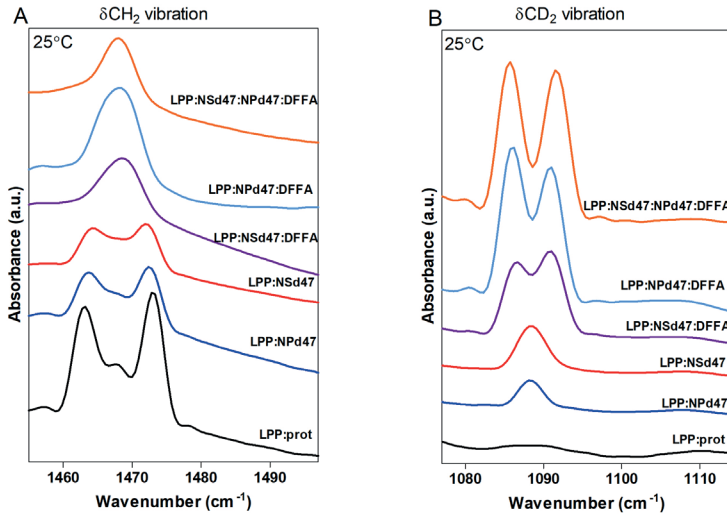 A
δCH₂ vibration
25°C
LPP:NSd47:NPd47:DFFA
LPP:NPd47:DFFA
LPP:NSd47:DFFA
LPP:NSd47
LPP:NPd47
LPP:prot
Absorbance (a.u.)
1460 1470 1480 1490
Wavenumber (cm⁻¹)
B
δCD₂ vibration
25°C
LPP:NSd47:NPd47:DFFA
LPP:NPd47:DFFA
LPP:NSd47:DFFA
LPP:NSd47
LPP:NPd47
LPP:prot
Absorbance (a.u.)
1080 1090 1100 1110
Wavenumber (cm⁻¹)